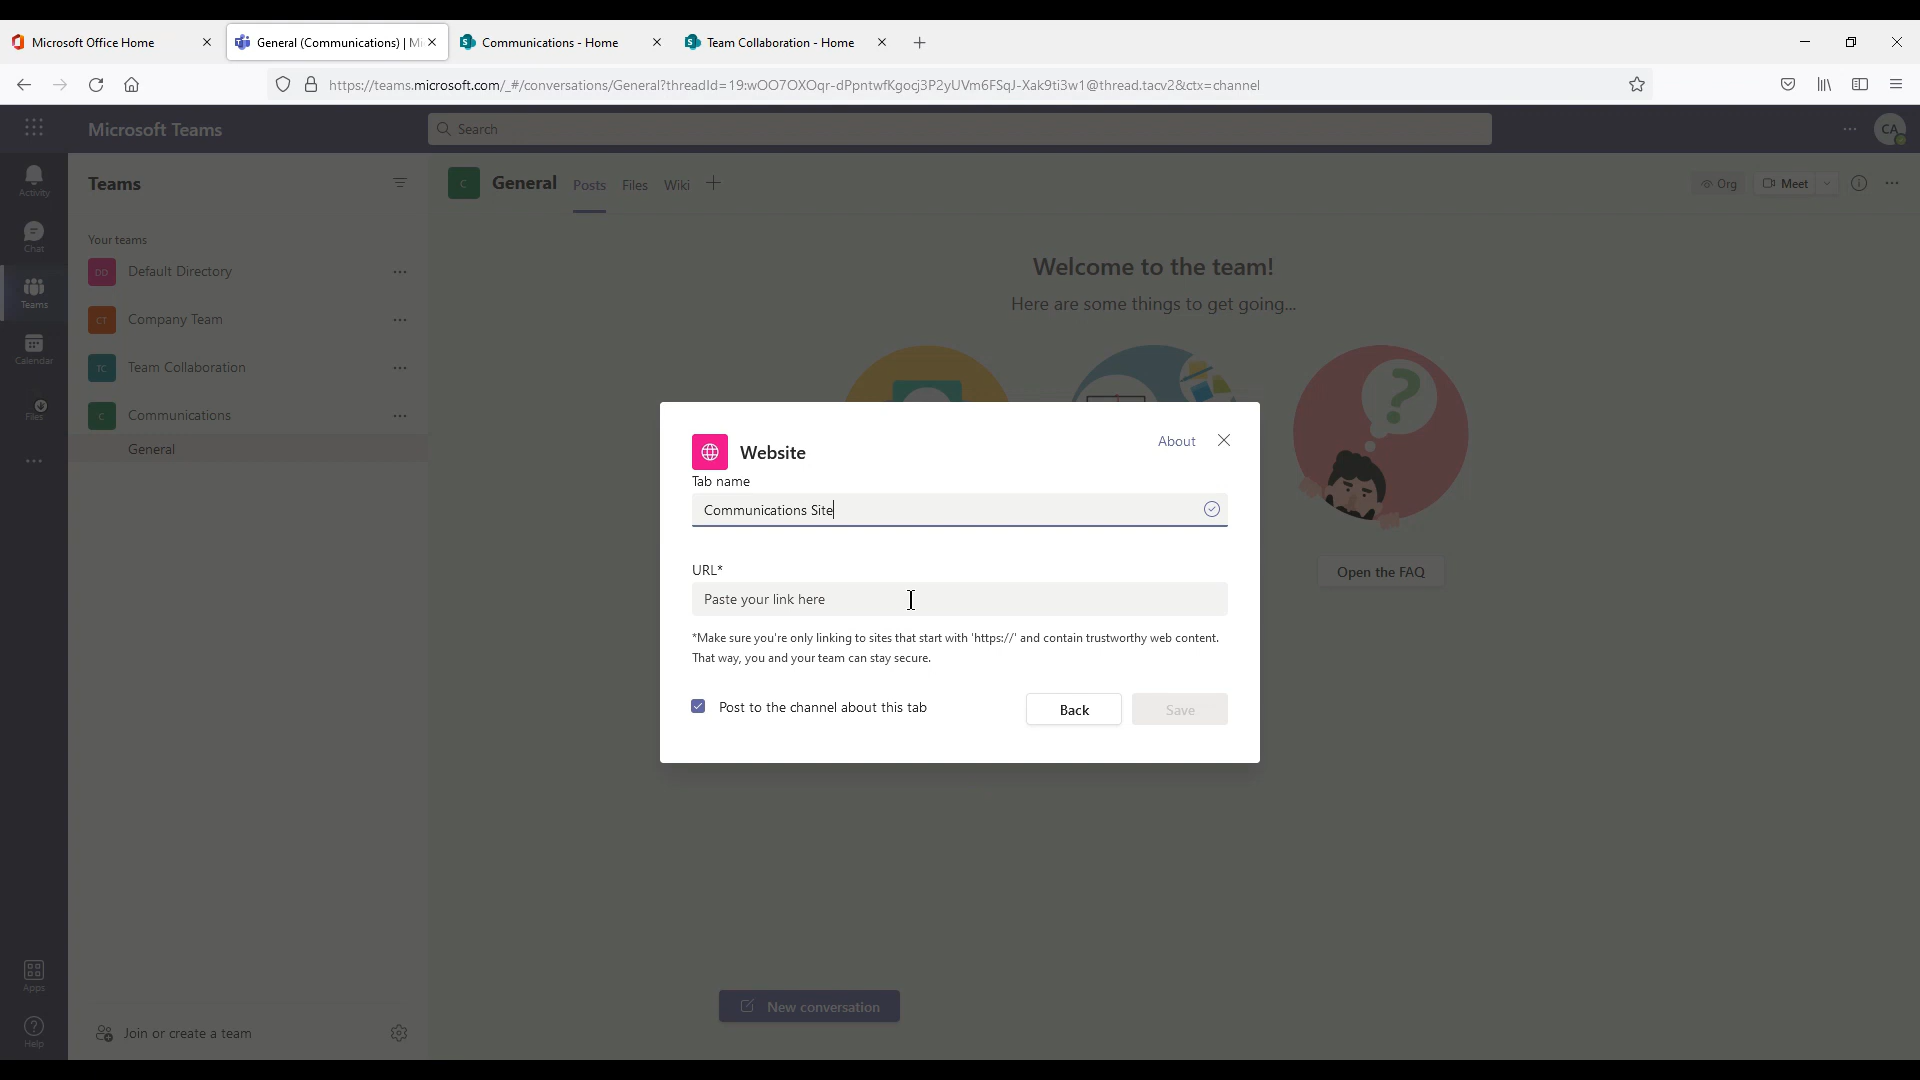 Microsoft Office Home
General (Communications) | Mi
Communications - Home
Team Collaboration - Home
https://teams.microsoft.com/_#/conversations/General?threadId=19:wOO7OXOqr-dPpntwfKgocj3P2yUVm6FSqJ-Xak9ti3w1@thread.tacv2&ctx=channel
Microsoft Teams
Search
CA
Activity
Chat
Teams
Calendar
Files
Apps
Help
Teams
Your teams
DD Default Directory
CT Company Team
TC Team Collaboration
C Communications
General
Join or create a team
C General Posts Files Wiki
Org
Meet
Welcome to the team!
Here are some things to get going...
Open the FAQ
Website
About
Tab name
Communications Site
URL*
Paste your link here
*Make sure you're only linking to sites that start with 'https://' and contain trustworthy web content.
That way, you and your team can stay secure.
Post to the channel about this tab
Back
Save
New conversation